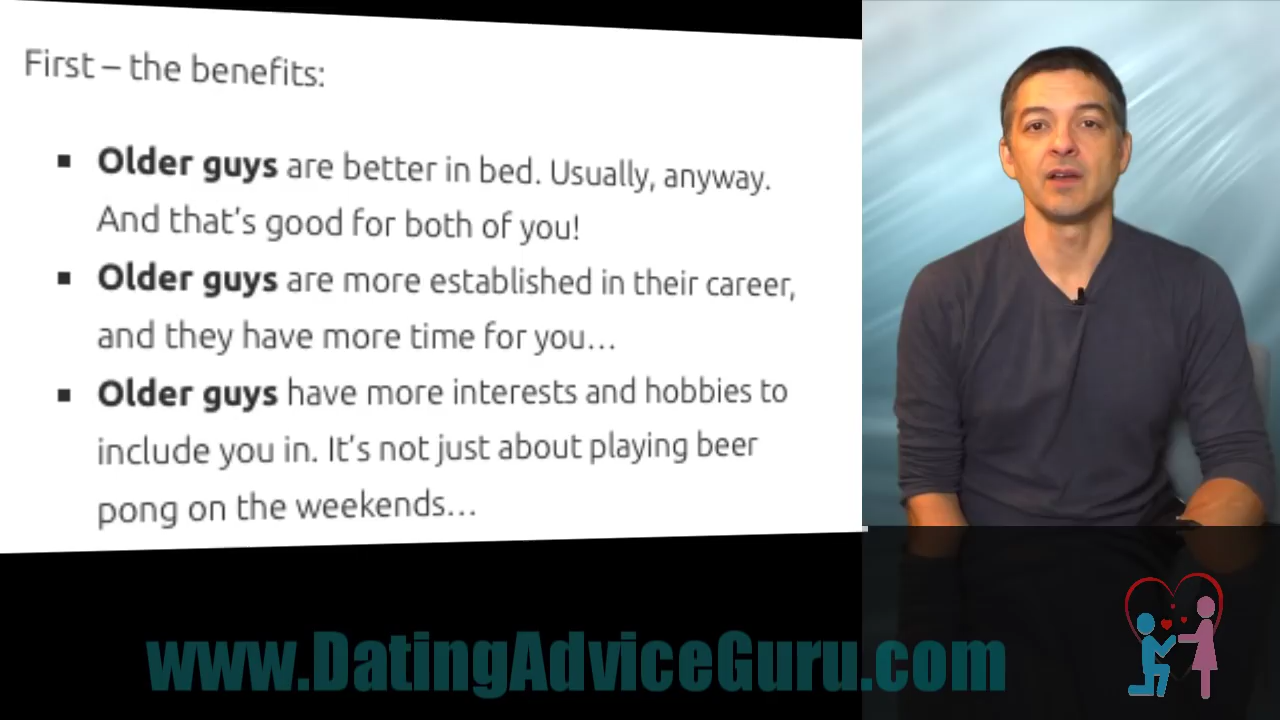 First – the benefits:
▪ Older guys are better in bed. Usually, anyway.
And that's good for both of you!
▪ Older guys are more established in their career,
and they have more time for you…
▪ Older guys have more interests and hobbies to
include you in. It's not just about playing beer
pong on the weekends…
www.DatingAdviceGuru.com